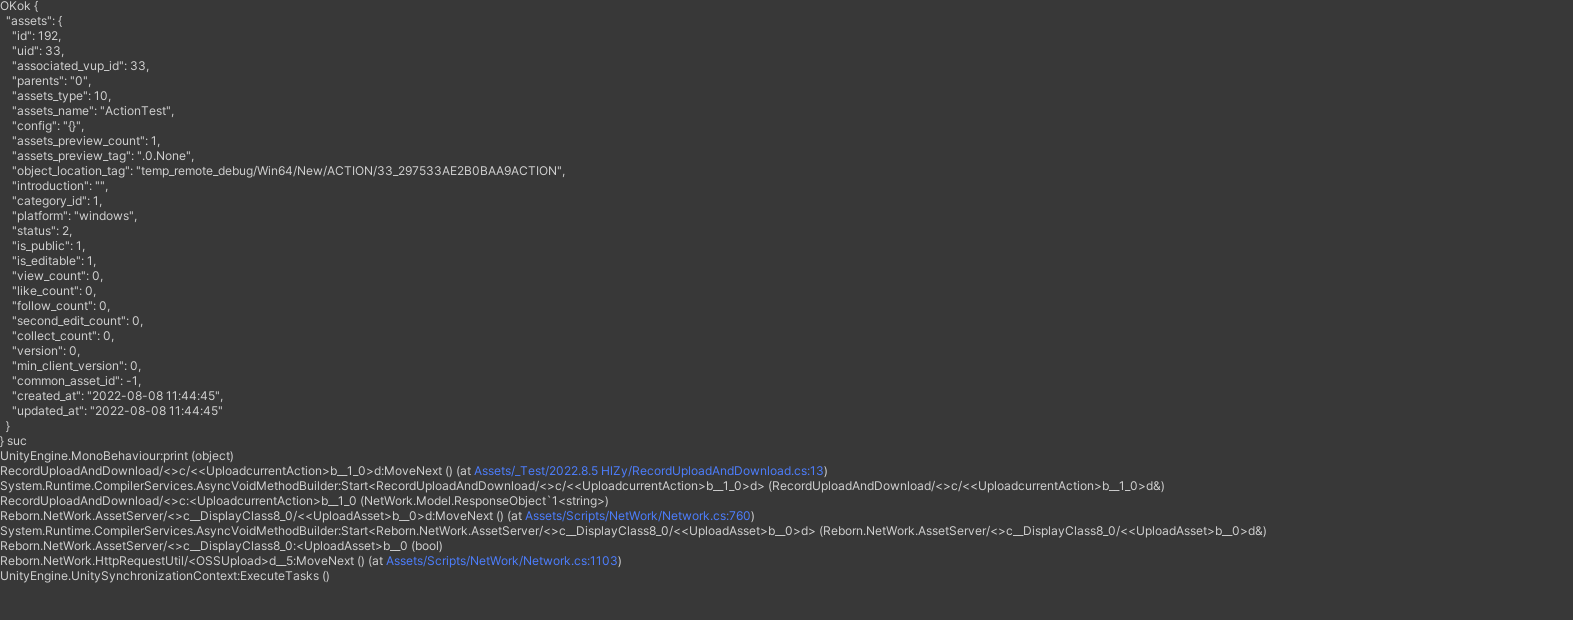 OKok {
"assets": {
"id": 192,
"uid": 33,
"associated_vup_id": 33,
"parents": "0",
"assets_type": 10,
"assets_name": "ActionTest",
"config": "{}",
"assets_preview_count": 1,
"assets_preview_tag": ".0.None",
"object_location_tag": "temp_remote_debug/Win64/New/ACTION/33_297533AE2B0BAA9ACTION",
"introduction": "",
"category_id": 1,
"platform": "windows",
"status": 2,
"is_public": 1,
"is_editable": 1,
"view_count": 0,
"like_count": 0,
"follow_count": 0,
"second_edit_count": 0,
"collect_count": 0,
"version": 0,
"min_client_version": 0,
"common_asset_id": -1,
"created_at": "2022-08-08 11:44:45",
"updated_at": "2022-08-08 11:44:45"
}
} suc
UnityEngine.MonoBehaviour:print (object)
RecordUploadAndDownload/<>c/<<UploadcurrentAction>b__1_0>d:MoveNext () (at Assets/_Test/2022.8.5 HlZy/RecordUploadAndDownload.cs:13)
System.Runtime.CompilerServices.AsyncVoidMethodBuilder:Start<RecordUploadAndDownload/<>c/<<UploadcurrentAction>b__1_0>d> (RecordUploadAndDownload/<>c/<<UploadcurrentAction>b__1_0>d&)
RecordUploadAndDownload/<>c:<UploadcurrentAction>b__1_0 (NetWork.Model.ResponseObject`1<string>)
Reborn.NetWork.AssetServer/<>c__DisplayClass8_0/<<UploadAsset>b__0>d:MoveNext () (at Assets/Scripts/NetWork/Network.cs:760)
System.Runtime.CompilerServices.AsyncVoidMethodBuilder:Start<Reborn.NetWork.AssetServer/<>c__DisplayClass8_0/<<UploadAsset>b__0>d> (Reborn.NetWork.AssetServer/<>c__DisplayClass8_0/<<UploadAsset>b__0>d&)
Reborn.NetWork.AssetServer/<>c__DisplayClass8_0:<UploadAsset>b__0 (bool)
Reborn.NetWork.HttpRequestUtil/<OSSUpload>d__5:MoveNext () (at Assets/Scripts/NetWork/Network.cs:1103)
UnityEngine.UnitySynchronizationContext:ExecuteTasks ()